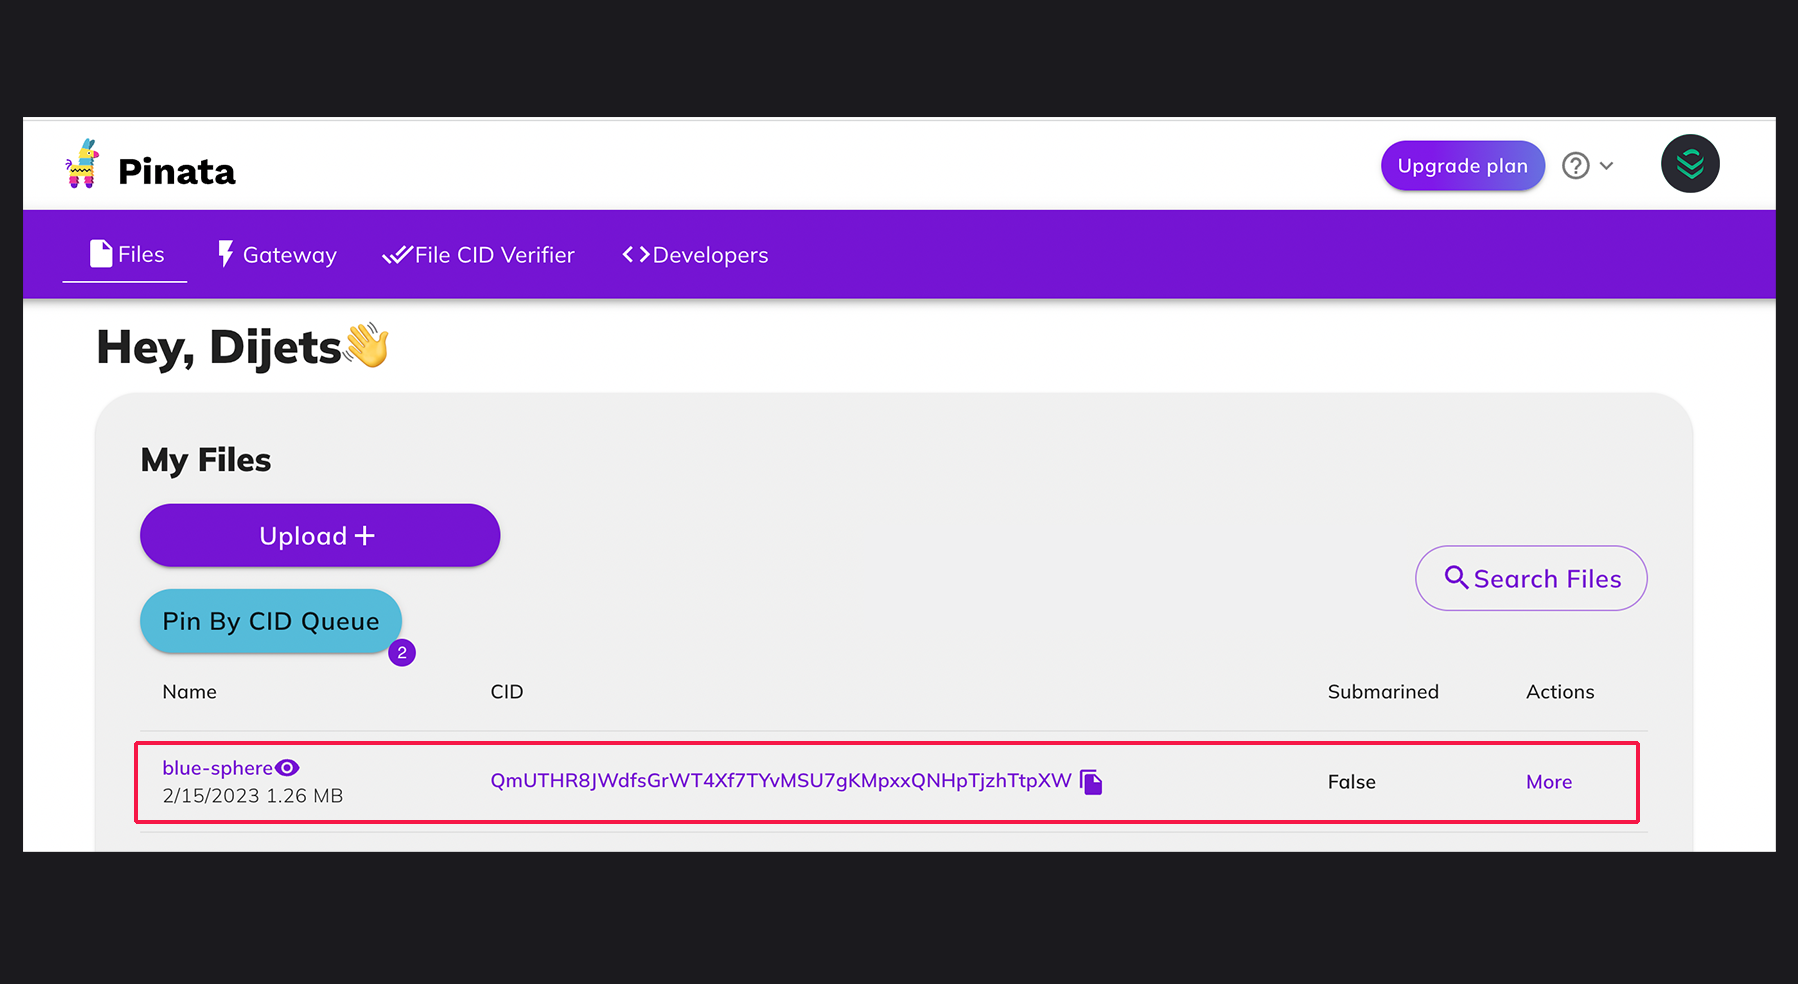 Pinata
Upgrade plan
Files Gateway File CID Verifier Developers
Hey, Dijets
My Files
Upload +
Search Files
Pin By CID Queue
2
Name CID Submarined Actions
blue-sphere
QmUTHR8JWdfsGrWT4Xf7TYvMSU7gKMpxxQNHpTjzhTtpXW False More
2/15/2023 1.26 MB